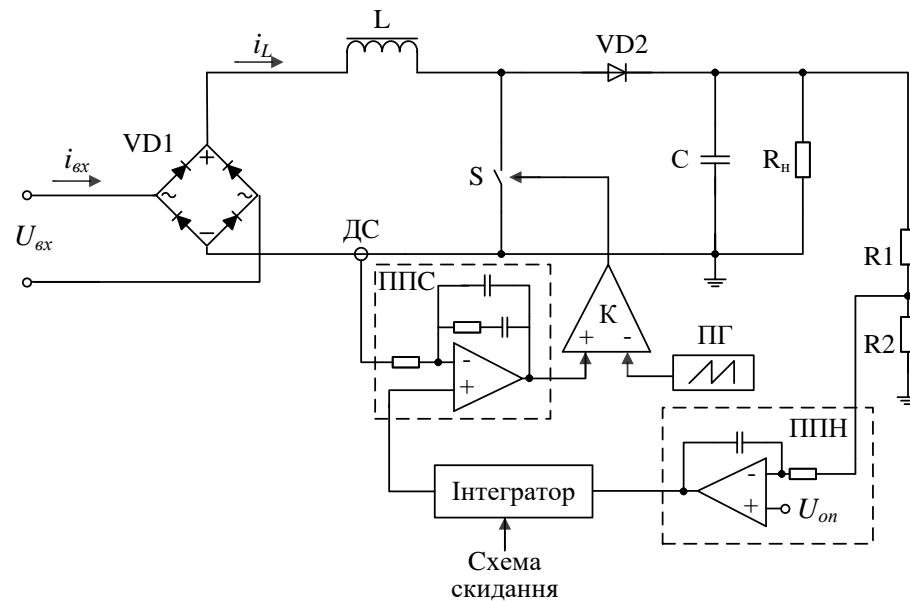 L
i_L
VD2
VD1
+
i_вх
~
~
S
C
R_н
−
U_вх
ДС
R1
ППС
К
+
-
ПГ
R2
-
+
ППН
Інтегратор
-
+
U_оп
Схема
скидання